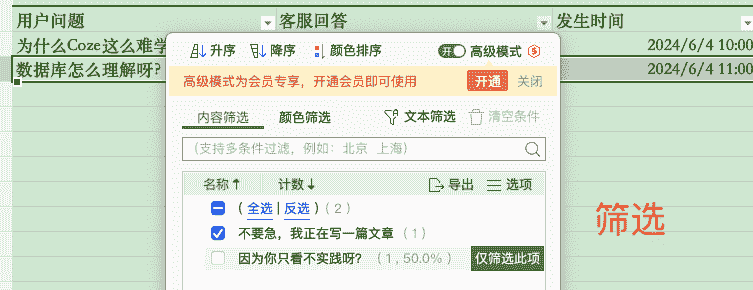 用户问题 客服回答 发生时间
为什么Coze这么难学 2024/6/4 10:00
数据库怎么理解呀? 2024/6/4 11:00
升序 降序 颜色排序 开 高级模式
高级模式为会员专享，开通会员即可使用 开通 关闭
内容筛选 颜色筛选 文本筛选 清空条件
（支持多条件过滤，例如：北京 上海）
名称 计数 导出 选项
（全选|反选）（2）
不要急，我正在写一篇文章（1）
因为你只看不实践呀?（1，50.0%） 仅筛选此项
筛选